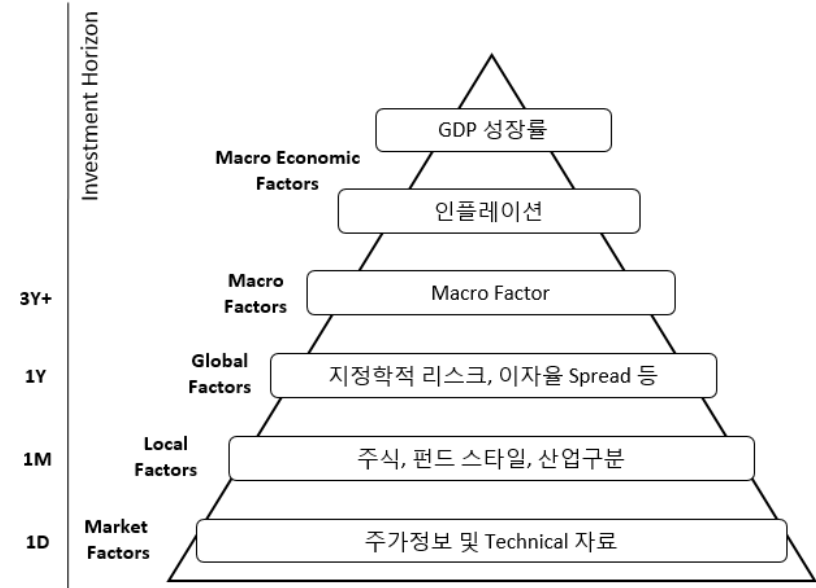 Investment Horizon
GDP 성장률
Macro Economic
Factors
인플레이션
3Y+
Macro
Factors
Macro Factor
1Y
Global
Factors
지정학적 리스크, 이자율 Spread 등
1M
Local
Factors
주식, 펀드 스타일, 산업구분
1D
Market
Factors
주가정보 및 Technical 자료